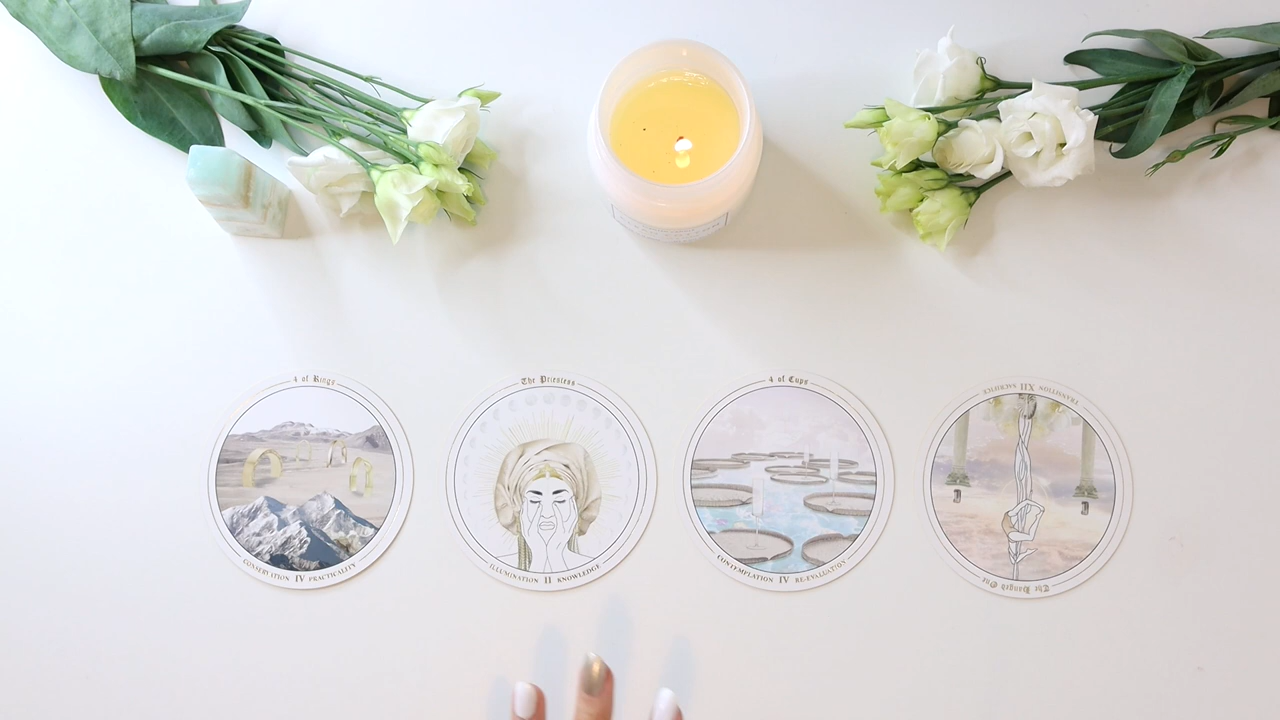 4 of Rings
CONSERVATION IV PRACTICALITY
The Priestess
ILLUMINATION II KNOWLEDGE
4 of Cups
CONTEMPLATION IV RE-EVALUATION
TRANSITION XII SACRIFICE
The Hanged One